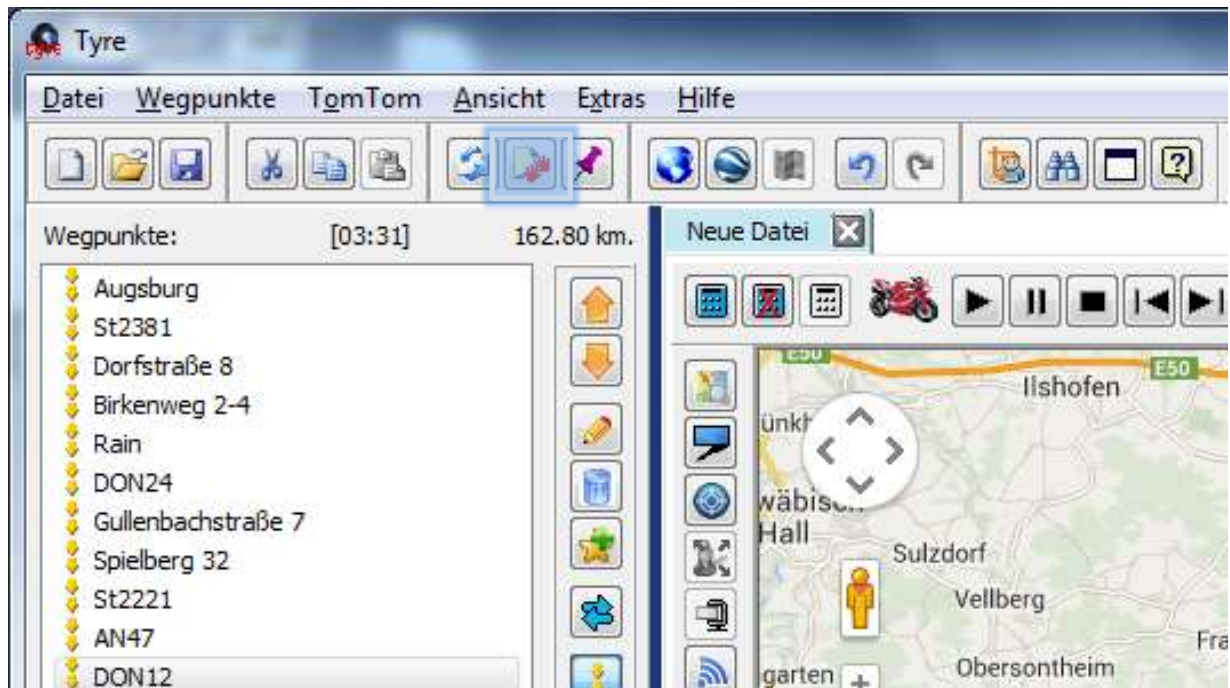 Tyre
Datei Wegpunkte TomTom Ansicht Extras Hilfe
Wegpunkte: [03:31] 162.80 km.
Neue Datei
Augsburg
St2381
Dorfstraße 8
Birkenweg 2-4
Rain
DON24
Gullenbachstraße 7
Spielberg 32
St2221
AN47
DON12
E50
E50
Ilshofen
Hall
Sulzdorf
Vellberg
Fra
Obersontheim
garten